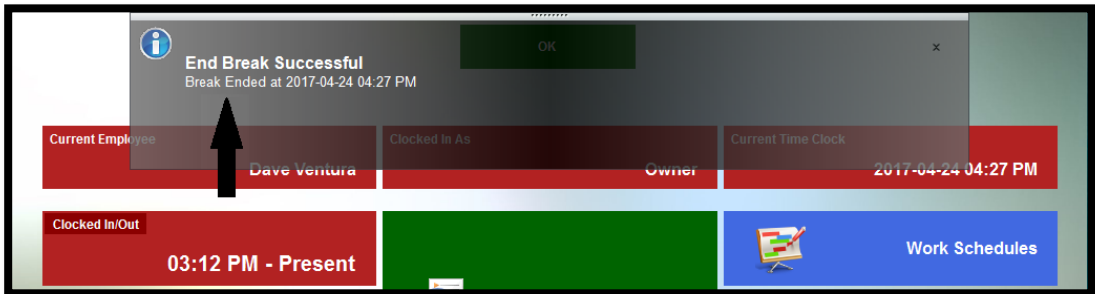 OK
x
End Break Successful
Break Ended at 2017-04-24 04:27 PM
Current Employee
Dave Ventura
Clocked In As
Owner
Current Time Clock
2017-04-24 04:27 PM
Clocked In/Out
03:12 PM - Present
Work Schedules